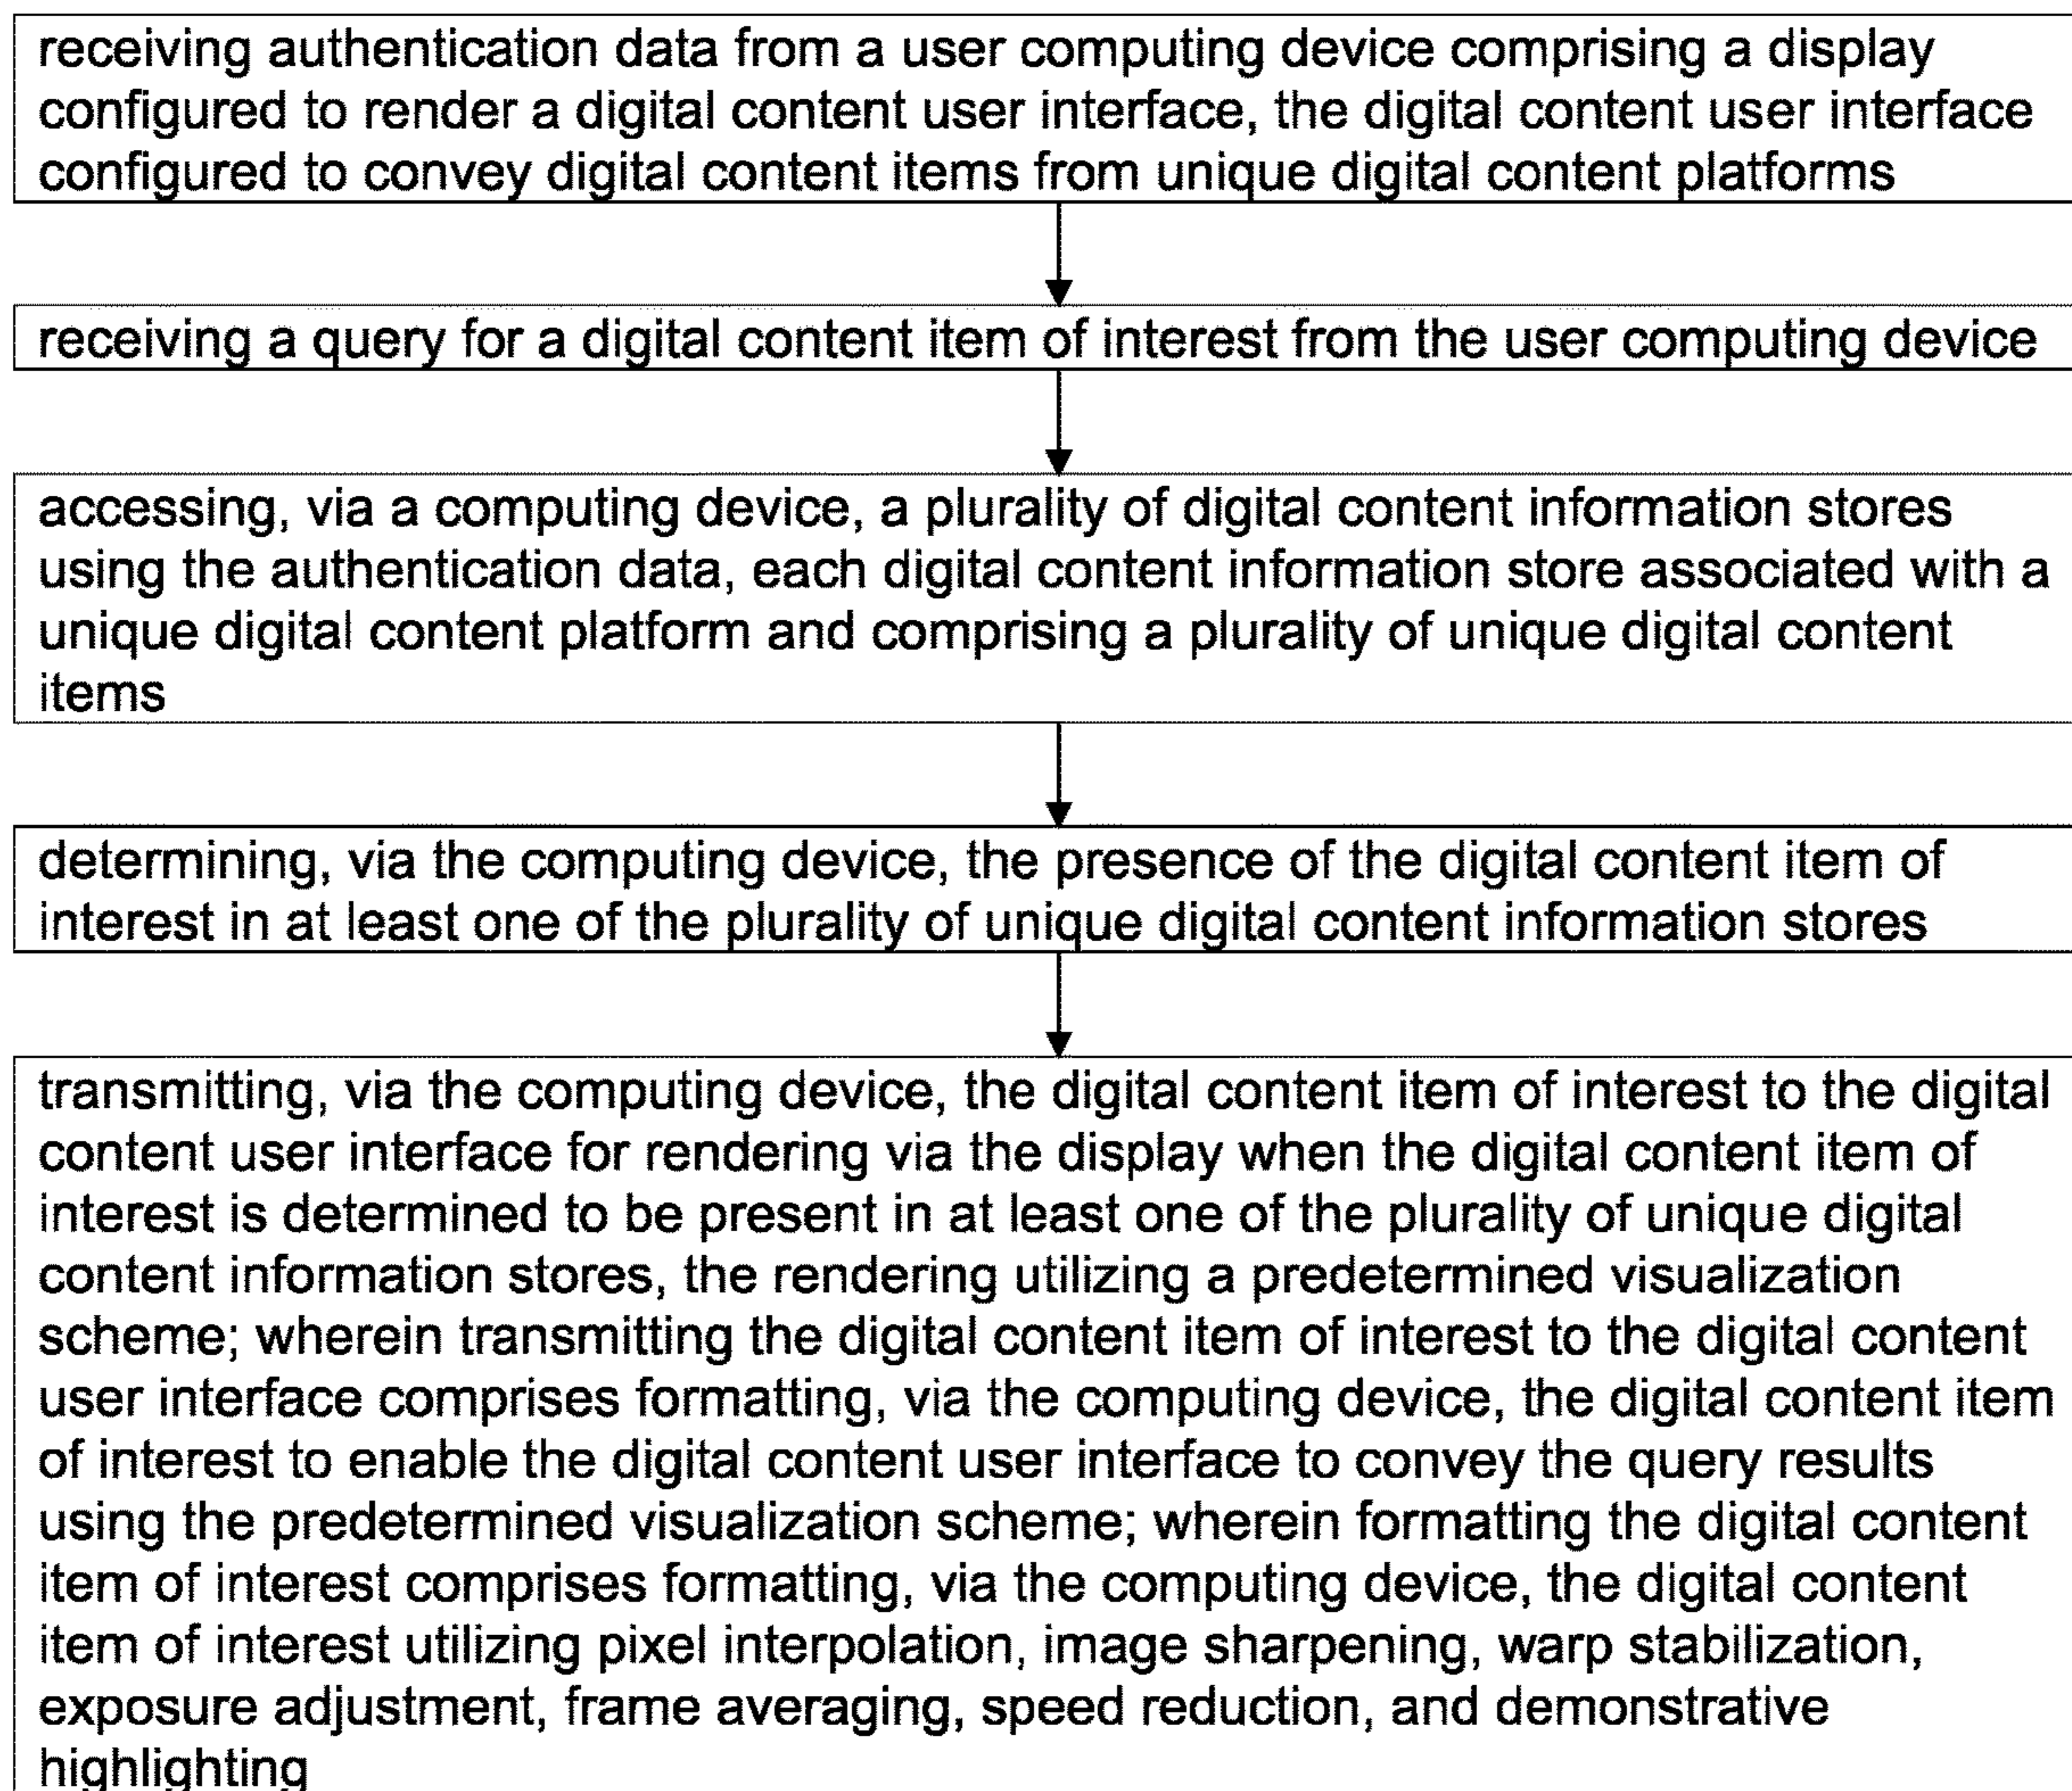 receiving authentication data from a user computing device comprising a display
configured to render a digital content user interface, the digital content user interface
configured to convey digital content items from unique digital content platforms
receiving a query for a digital content item of interest from the user computing device
accessing, via a computing device, a plurality of digital content information stores
using the authentication data, each digital content information store associated with a
unique digital content platform and comprising a plurality of unique digital content
items
determining, via the computing device, the presence of the digital content item of
interest in at least one of the plurality of unique digital content information stores
transmitting, via the computing device, the digital content item of interest to the digital
content user interface for rendering via the display when the digital content item of
interest is determined to be present in at least one of the plurality of unique digital
content information stores, the rendering utilizing a predetermined visualization
scheme; wherein transmitting the digital content item of interest to the digital content
user interface comprises formatting, via the computing device, the digital content item
of interest to enable the digital content user interface to convey the query results
using the predetermined visualization scheme; wherein formatting the digital content
item of interest comprises formatting, via the computing device, the digital content
item of interest utilizing pixel interpolation, image sharpening, warp stabilization,
exposure adjustment, frame averaging, speed reduction, and demonstrative
highlighting